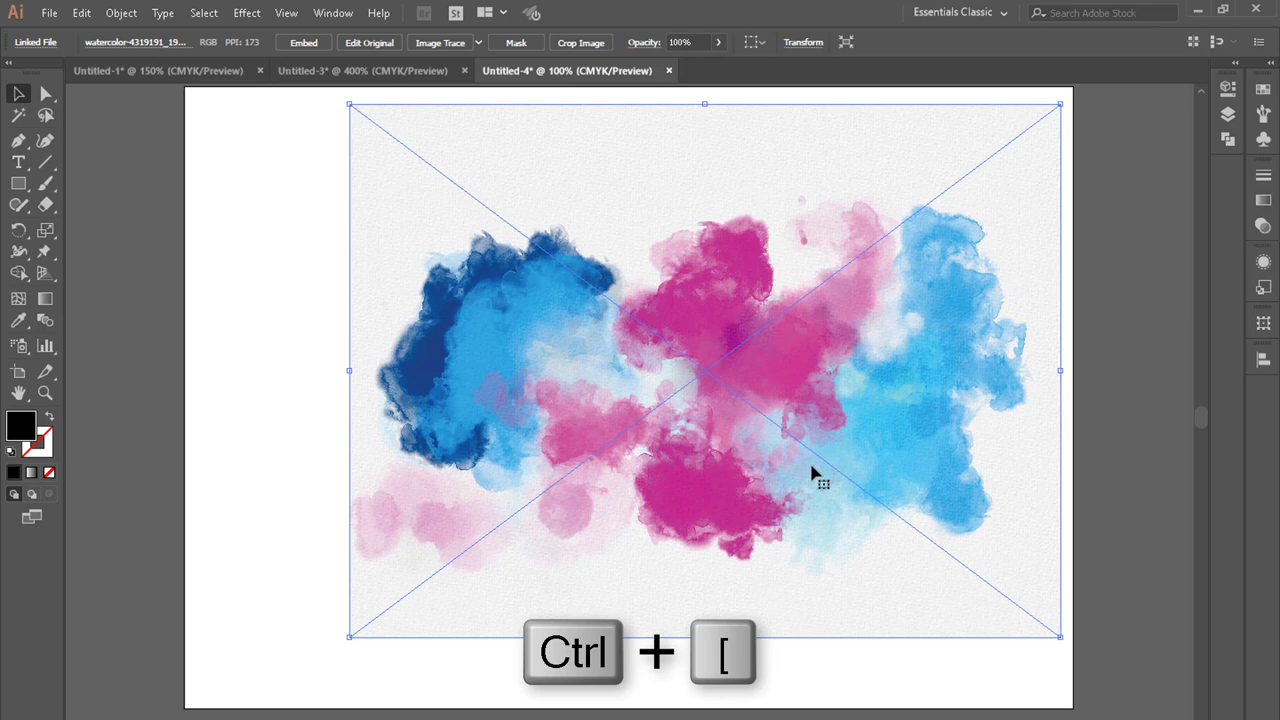 Ai File Edit Object Type Select Effect View Window Help Br St Essentials Classic Search Adobe Stock
Linked File watercolor-4319191_19... RGB PPI: 173 Embed Edit Original Image Trace Mask Crop Image Opacity: 100% Transform
Untitled-1* @ 150% (CMYK/Preview) × Untitled-3* @ 400% (CMYK/Preview) × Untitled-4* @ 100% (CMYK/Preview) ×
Ctrl + [